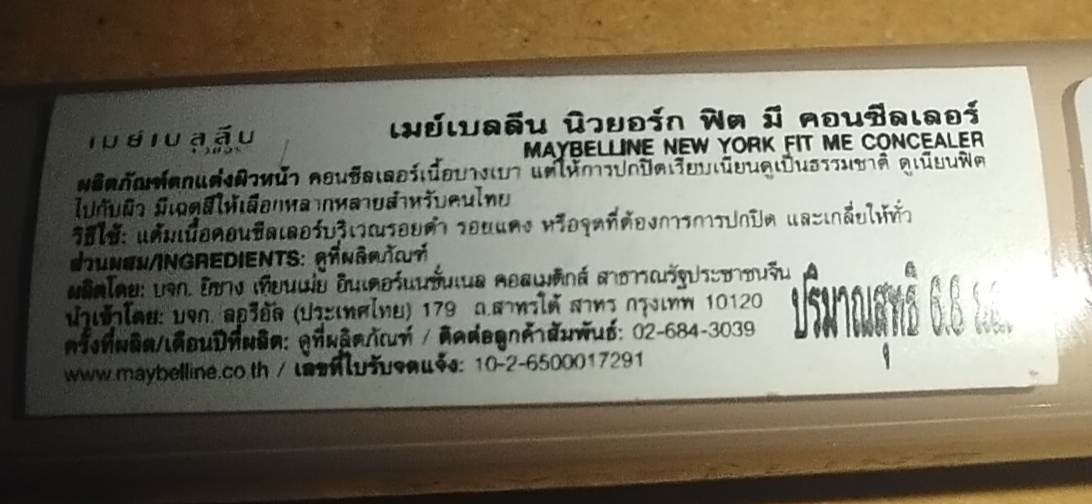 เมย์เบลลีน
เมย์เบลลีน นิวยอร์ก ฟิต มี คอนซีลเลอร์
MAYBELLINE NEW YORK FIT ME CONCEALER
ผลิตภัณฑ์ตกแต่งผิวหน้า คอนซีลเลอร์เนื้อบางเบา แต่ให้การปกปิดเรียบเนียนดูเป็นธรรมชาติ ดูเนียนฟิต
ไปกับผิว มีเฉดสีให้เลือกหลากหลายสำหรับคนไทย
วิธีใช้: แต้มเนื้อคอนซีลเลอร์บริเวณรอยดำ รอยแดง หรือจุดที่ต้องการการปกปิด และเกลี่ยให้ทั่ว
ส่วนผสม/INGREDIENTS: ดูที่ผลิตภัณฑ์
ผลิตโดย: บจก. ยิชาง เทียนเม่ย อินเตอร์เนชั่นเนล คอสเมติกส์ สาธารณรัฐประชาชนจีน
นำเข้าโดย: บจก. ลอรีอัล (ประเทศไทย) 179 ถ.สาทรใต้ สาทร กรุงเทพ 10120
ครั้งที่ผลิต/เดือนปีที่ผลิต: ดูที่ผลิตภัณฑ์ / ติดต่อลูกค้าสัมพันธ์: 02-684-3039
www.maybelline.co.th / เลขที่ใบรับจดแจ้ง: 10-2-6500017291
ปริมาณสุทธิ 6.8 มล.